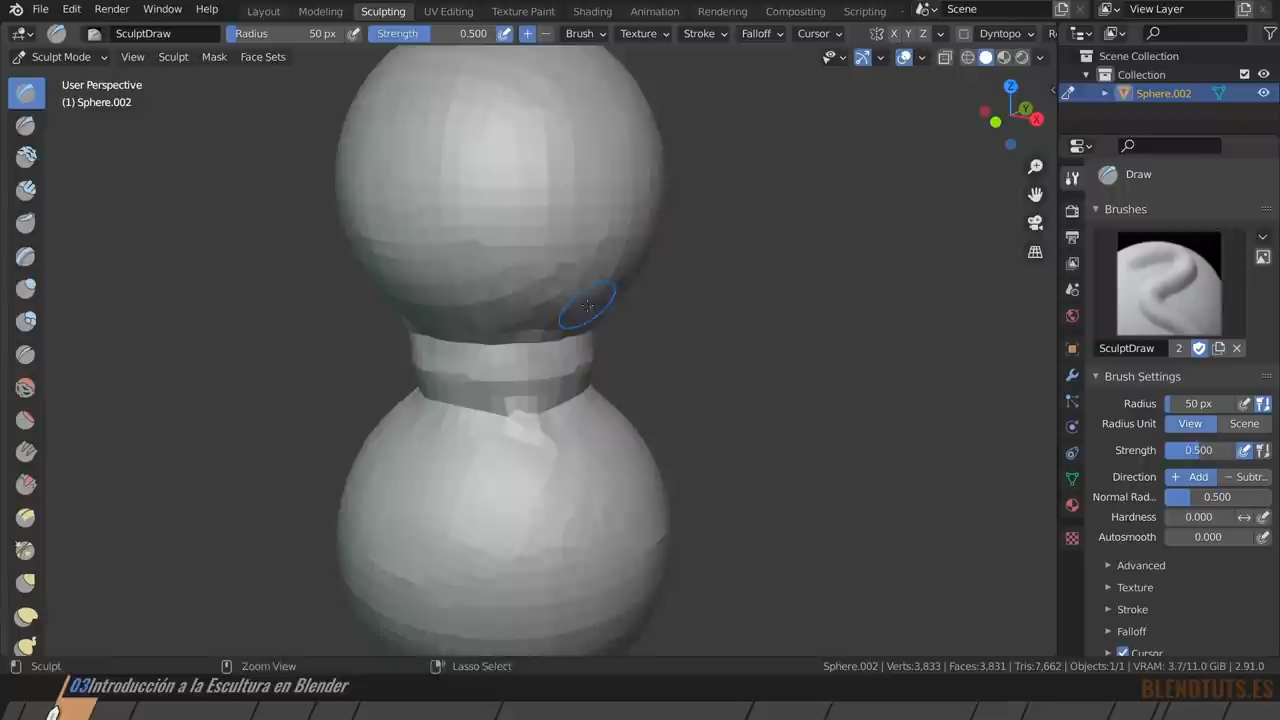 File Edit Render Window Help Layout Modeling Sculpting UV Editing Texture Paint Shading Animation Rendering Compositing Scripting Scene View Layer
SculptDraw Radius 50 px Strength 0.500 Brush Texture Stroke Falloff Cursor X Y Z Dyntopo R
Sculpt Mode View Sculpt Mask Face Sets
User Perspective
(1) Sphere.002
Z
Y
X
Scene Collection
Collection
Sphere.002
Draw
Brushes
SculptDraw 2
Brush Settings
Radius 50 px
Radius Unit View Scene
Strength 0.500
Direction + Add − Subtr...
Normal Rad... 0.500
Hardness 0.000
Autosmooth 0.000
Advanced
Texture
Stroke
Falloff
Cursor
Sculpt Zoom View Lasso Select Sphere.002 | Verts:3,833 | Faces:3,831 | Tris:7,662 | Objects:1/1 | VRAM: 3.7/11.0 GiB | 2.91.0
03Introducción a la Escultura en Blender
BLENDTUTS.ES